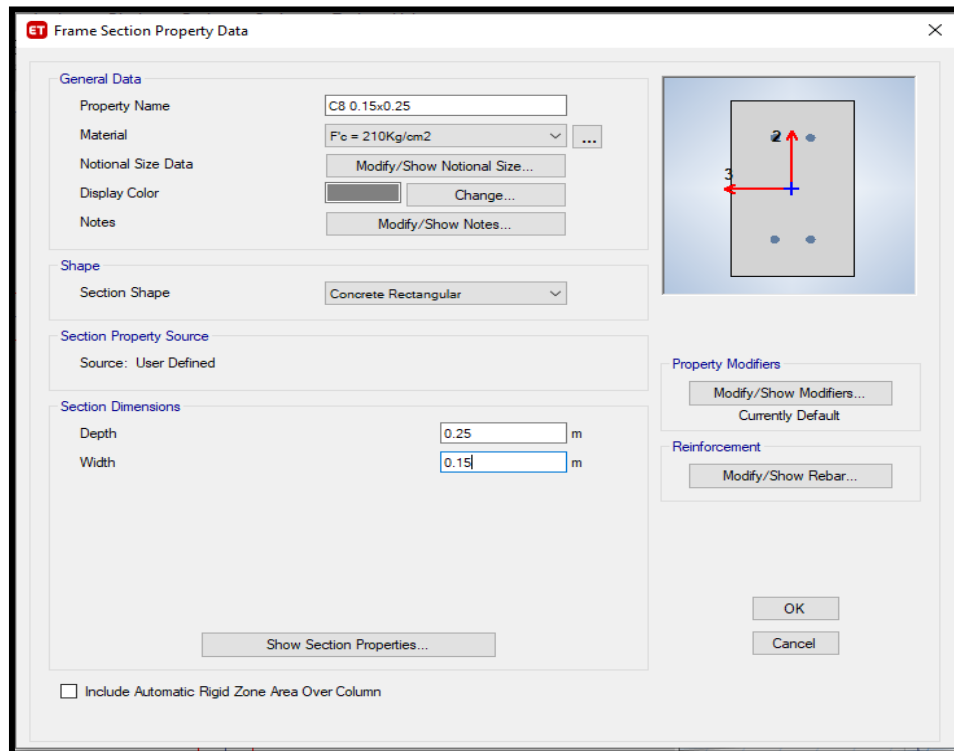 ET Frame Section Property Data
General Data
Property Name C8 0.15x0.25
Material F'c = 210Kg/cm2 ...
Notional Size Data Modify/Show Notional Size...
Display Color Change...
Notes Modify/Show Notes...
2
3
Shape
Section Shape Concrete Rectangular
Section Property Source
Source: User Defined
Property Modifiers
Modify/Show Modifiers...
Currently Default
Section Dimensions
Depth 0.25 m
Width 0.15 m
Reinforcement
Modify/Show Rebar...
OK
Show Section Properties...
Cancel
Include Automatic Rigid Zone Area Over Column